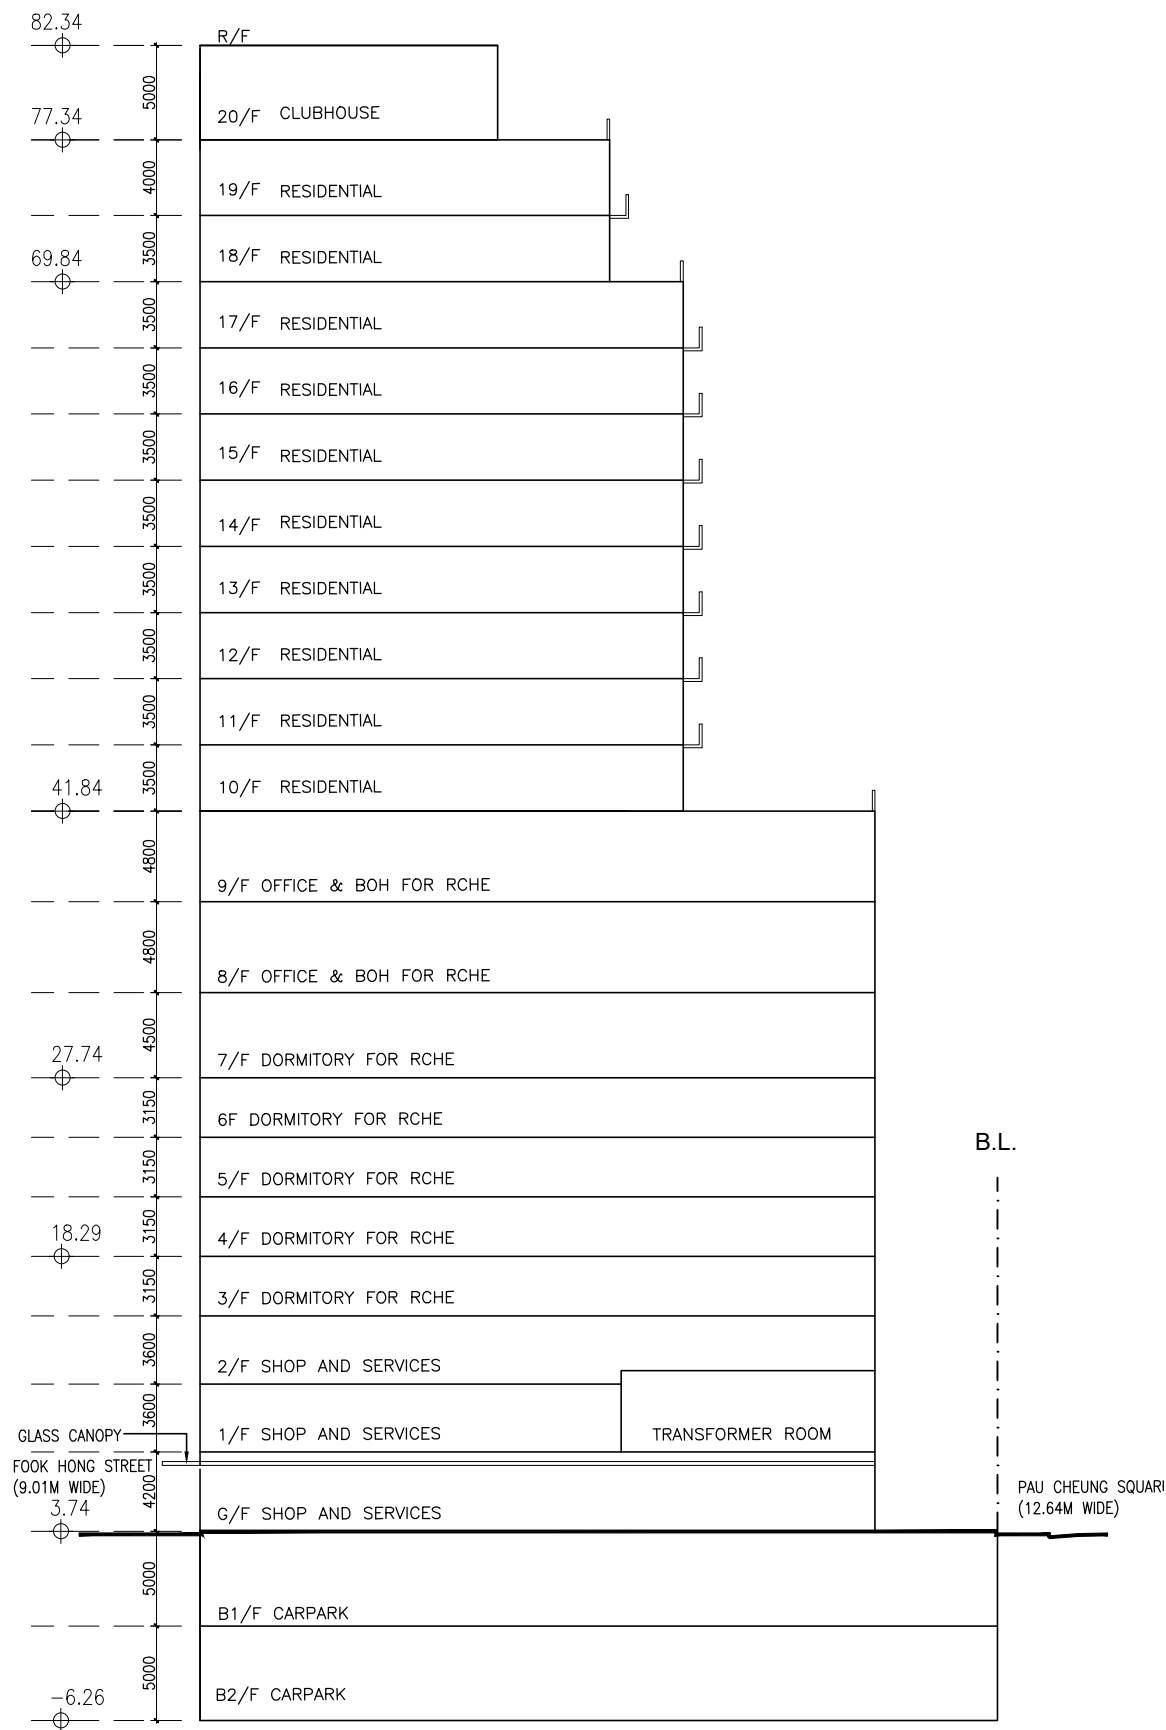 82.34
R/F
5000
20/F CLUBHOUSE
77.34
4000
19/F RESIDENTIAL
3500
18/F RESIDENTIAL
69.84
3500
17/F RESIDENTIAL
3500
16/F RESIDENTIAL
3500
15/F RESIDENTIAL
3500
14/F RESIDENTIAL
3500
13/F RESIDENTIAL
3500
12/F RESIDENTIAL
3500
11/F RESIDENTIAL
3500
10/F RESIDENTIAL
41.84
4800
9/F OFFICE & BOH FOR RCHE
4800
8/F OFFICE & BOH FOR RCHE
4500
7/F DORMITORY FOR RCHE
27.74
3150
6F DORMITORY FOR RCHE
B.L.
3150
5/F DORMITORY FOR RCHE
3150
18.29
4/F DORMITORY FOR RCHE
3150
3/F DORMITORY FOR RCHE
3600
2/F SHOP AND SERVICES
3600
1/F SHOP AND SERVICES
TRANSFORMER ROOM
GLASS CANOPY
FOOK HONG STREET
(9.01M WIDE)
4200
3.74
G/F SHOP AND SERVICES
PAU CHEUNG SQUAR
(12.64M WIDE)
5000
B1/F CARPARK
5000
B2/F CARPARK
-6.26